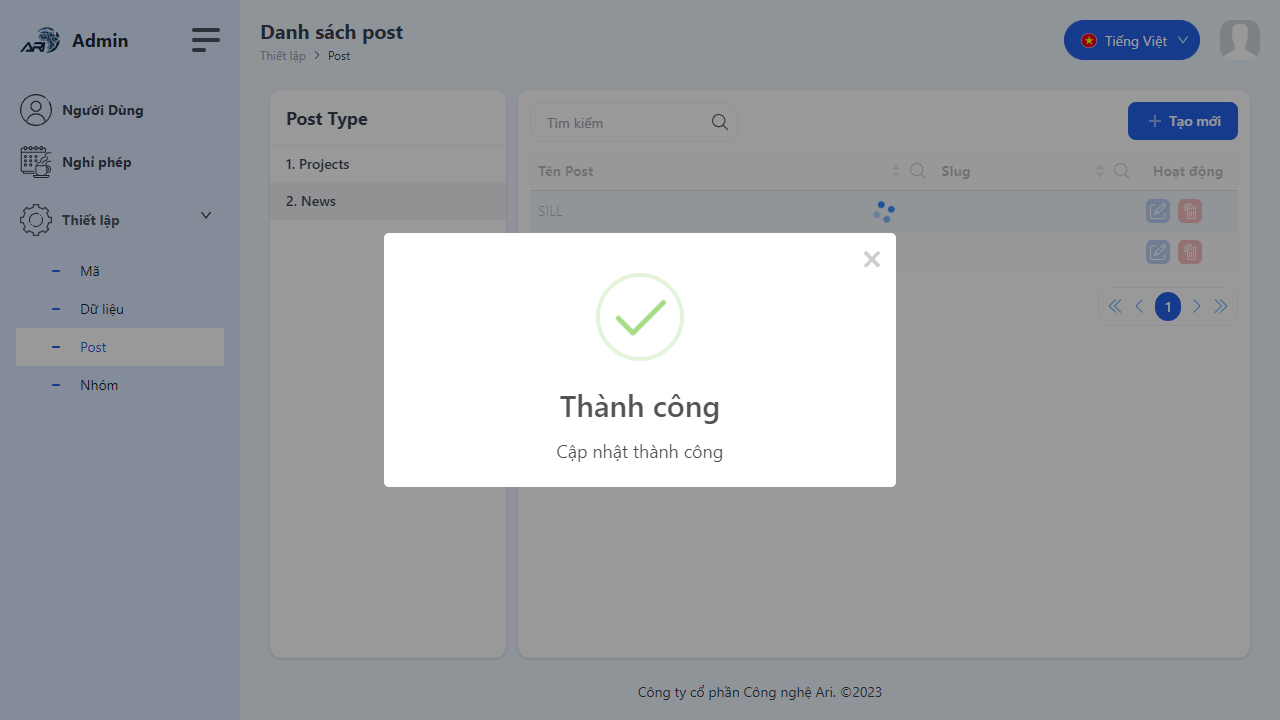 ARI
Admin
Người Dùng
Nghỉ phép
Thiết lập
Mã
Dữ liệu
Post
Nhóm
Danh sách post
Thiết lập > Post
Tiếng Việt
Post Type
1. Projects
2. News
Tìm kiếm
Tạo mới
Tên Post Slug Hoạt động
SILL
1
Thành công
Cập nhật thành công
Công ty cổ phần Công nghệ Ari. ©2023